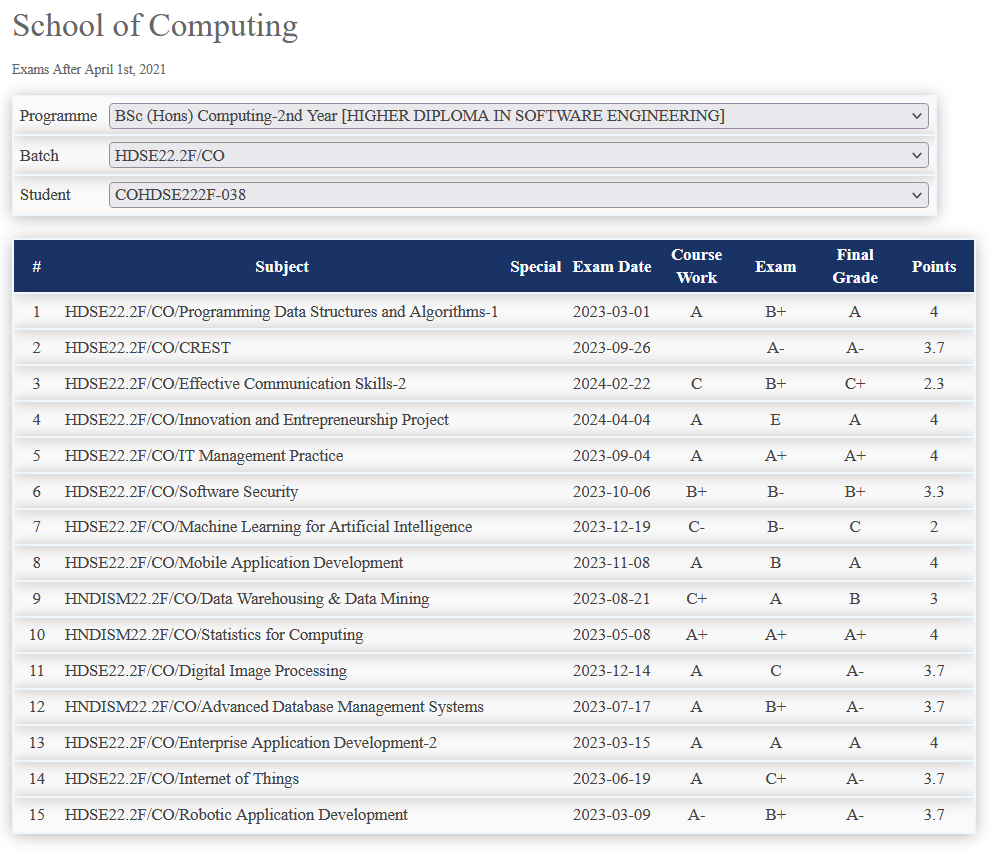 School of Computing
Exams After April 1st, 2021
Programme BSc (Hons) Computing-2nd Year [HIGHER DIPLOMA IN SOFTWARE ENGINEERING]
Batch HDSE22.2F/CO
Student COHDSE222F-038
# Subject Special Exam Date Course Work Exam Final Grade Points
1 HDSE22.2F/CO/Programming Data Structures and Algorithms-1 2023-03-01 A B+ A 4
2 HDSE22.2F/CO/CREST 2023-09-26 A- A- 3.7
3 HDSE22.2F/CO/Effective Communication Skills-2 2024-02-22 C B+ C+ 2.3
4 HDSE22.2F/CO/Innovation and Entrepreneurship Project 2024-04-04 A E A 4
5 HDSE22.2F/CO/IT Management Practice 2023-09-04 A A+ A+ 4
6 HDSE22.2F/CO/Software Security 2023-10-06 B+ B- B+ 3.3
7 HDSE22.2F/CO/Machine Learning for Artificial Intelligence 2023-12-19 C- B- C 2
8 HDSE22.2F/CO/Mobile Application Development 2023-11-08 A B A 4
9 HNDISM22.2F/CO/Data Warehousing & Data Mining 2023-08-21 C+ A B 3
10 HNDISM22.2F/CO/Statistics for Computing 2023-05-08 A+ A+ A+ 4
11 HDSE22.2F/CO/Digital Image Processing 2023-12-14 A C A- 3.7
12 HNDISM22.2F/CO/Advanced Database Management Systems 2023-07-17 A B+ A- 3.7
13 HDSE22.2F/CO/Enterprise Application Development-2 2023-03-15 A A A 4
14 HDSE22.2F/CO/Internet of Things 2023-06-19 A C+ A- 3.7
15 HDSE22.2F/CO/Robotic Application Development 2023-03-09 A- B+ A- 3.7